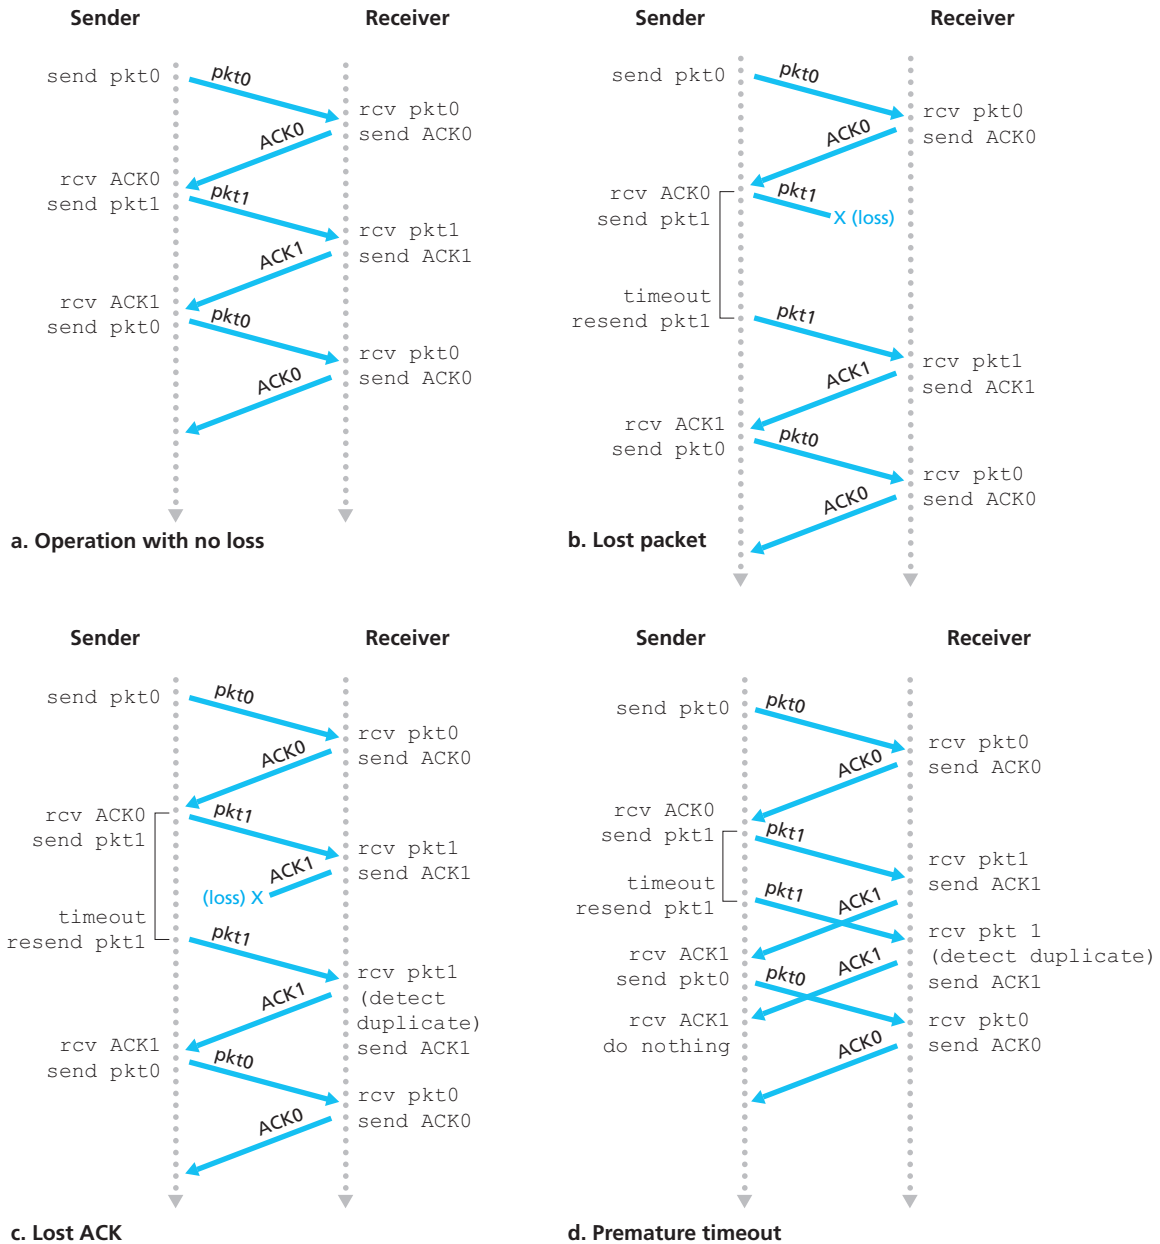 Sender
Receiver
send pkt0
pkt0
rcv pkt0
send ACK0
ACK0
rcv ACK0
send pkt1
pkt1
rcv pkt1
send ACK1
ACK1
rcv ACK1
send pkt0
pkt0
rcv pkt0
send ACK0
ACK0
a. Operation with no loss
Sender
Receiver
send pkt0
pkt0
rcv pkt0
send ACK0
ACK0
rcv ACK0
send pkt1
pkt1
X (loss)
timeout
resend pkt1
pkt1
rcv pkt1
send ACK1
ACK1
rcv ACK1
send pkt0
pkt0
rcv pkt0
send ACK0
ACK0
b. Lost packet
Sender
Receiver
send pkt0
pkt0
rcv pkt0
send ACK0
ACK0
rcv ACK0
send pkt1
pkt1
rcv pkt1
send ACK1
ACK1
(loss) X
timeout
resend pkt1
pkt1
rcv pkt1
(detect
duplicate)
send ACK1
ACK1
rcv ACK1
send pkt0
pkt0
rcv pkt0
send ACK0
ACK0
c. Lost ACK
Sender
Receiver
send pkt0
pkt0
rcv pkt0
send ACK0
ACK0
rcv ACK0
send pkt1
pkt1
rcv pkt1
send ACK1
timeout
resend pkt1
pkt1
ACK1
rcv pkt 1
(detect duplicate)
send ACK1
rcv ACK1
send pkt0
pkt0
ACK1
rcv ACK1
do nothing
rcv pkt0
send ACK0
ACK0
d. Premature timeout